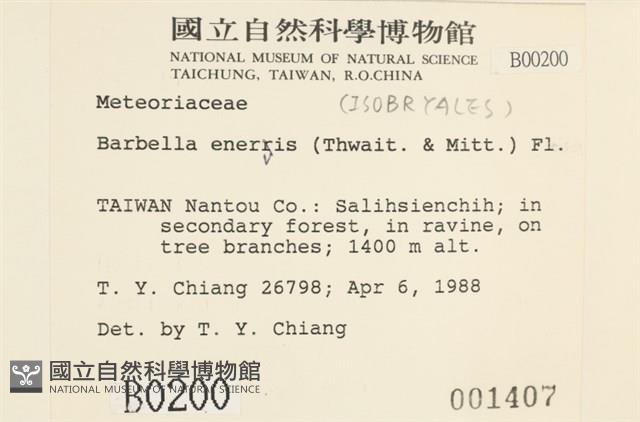 國立自然科學博物館
NATIONAL MUSEUM OF NATURAL SCIENCE
TAICHUNG, TAIWAN, R.O.CHINA
B00200
Meteoriaceae (ISOBRYALES)
Barbella enerris (Thwait. & Mitt.) Fl.
TAIWAN Nantou Co.: Salihsienchih; in
secondary forest, in ravine, on
tree branches; 1400 m alt.
T. Y. Chiang 26798; Apr 6, 1988
Det. by T. Y. Chiang
國立自然科學博物館
NATIONAL MUSEUM OF NATURAL SCIENCE
B00200
001407